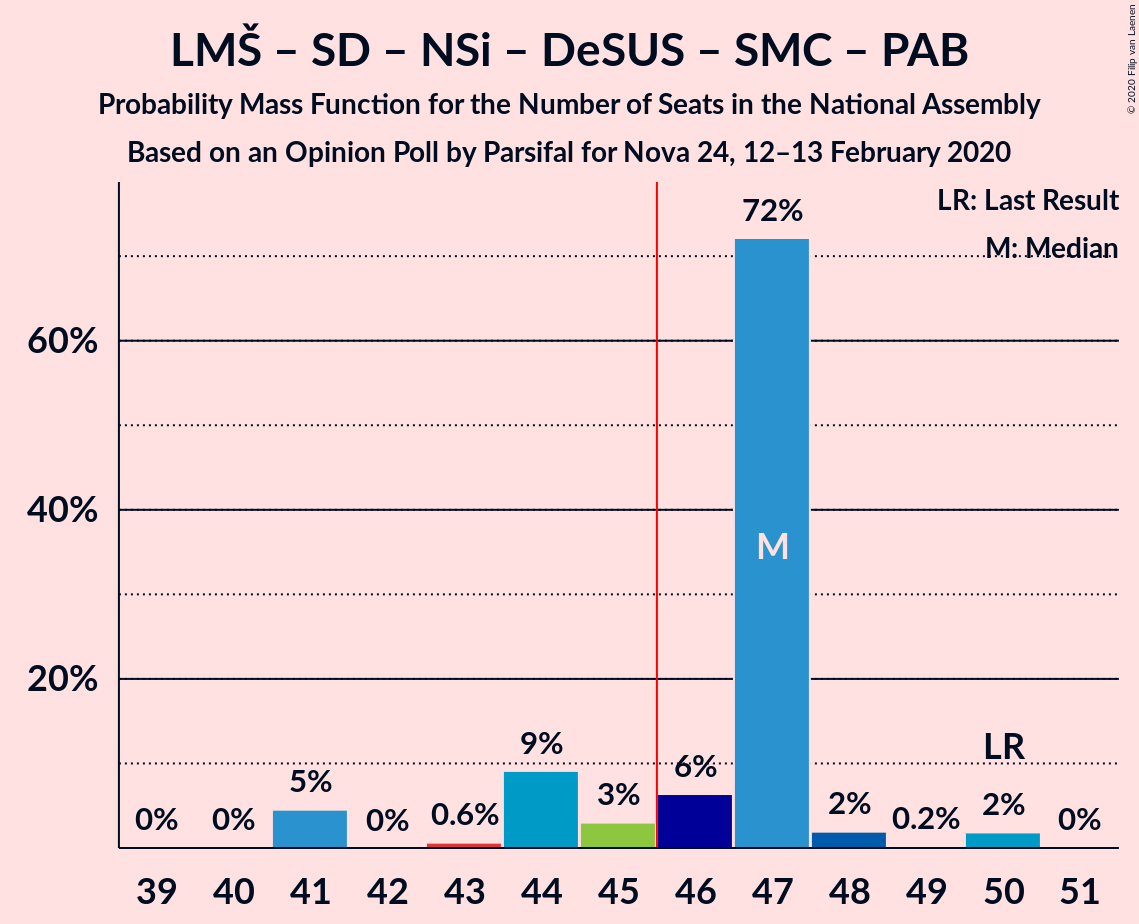 LMŠ – SD – NSi – DeSUS – SMC – PAB
Probability Mass Function for the Number of Seats in the National Assembly
Based on an Opinion Poll by Parsifal for Nova 24, 12–13 February 2020
© 2020 Filip van Laenen
LR: Last Result
M: Median
72%
60%
40%
M
20%
LR
9%
6%
5%
3%
2%
2%
0.6%
0.2%
0%
0%
0%
0%
39 40 41 42 43 44 45 46 47 48 49 50 51